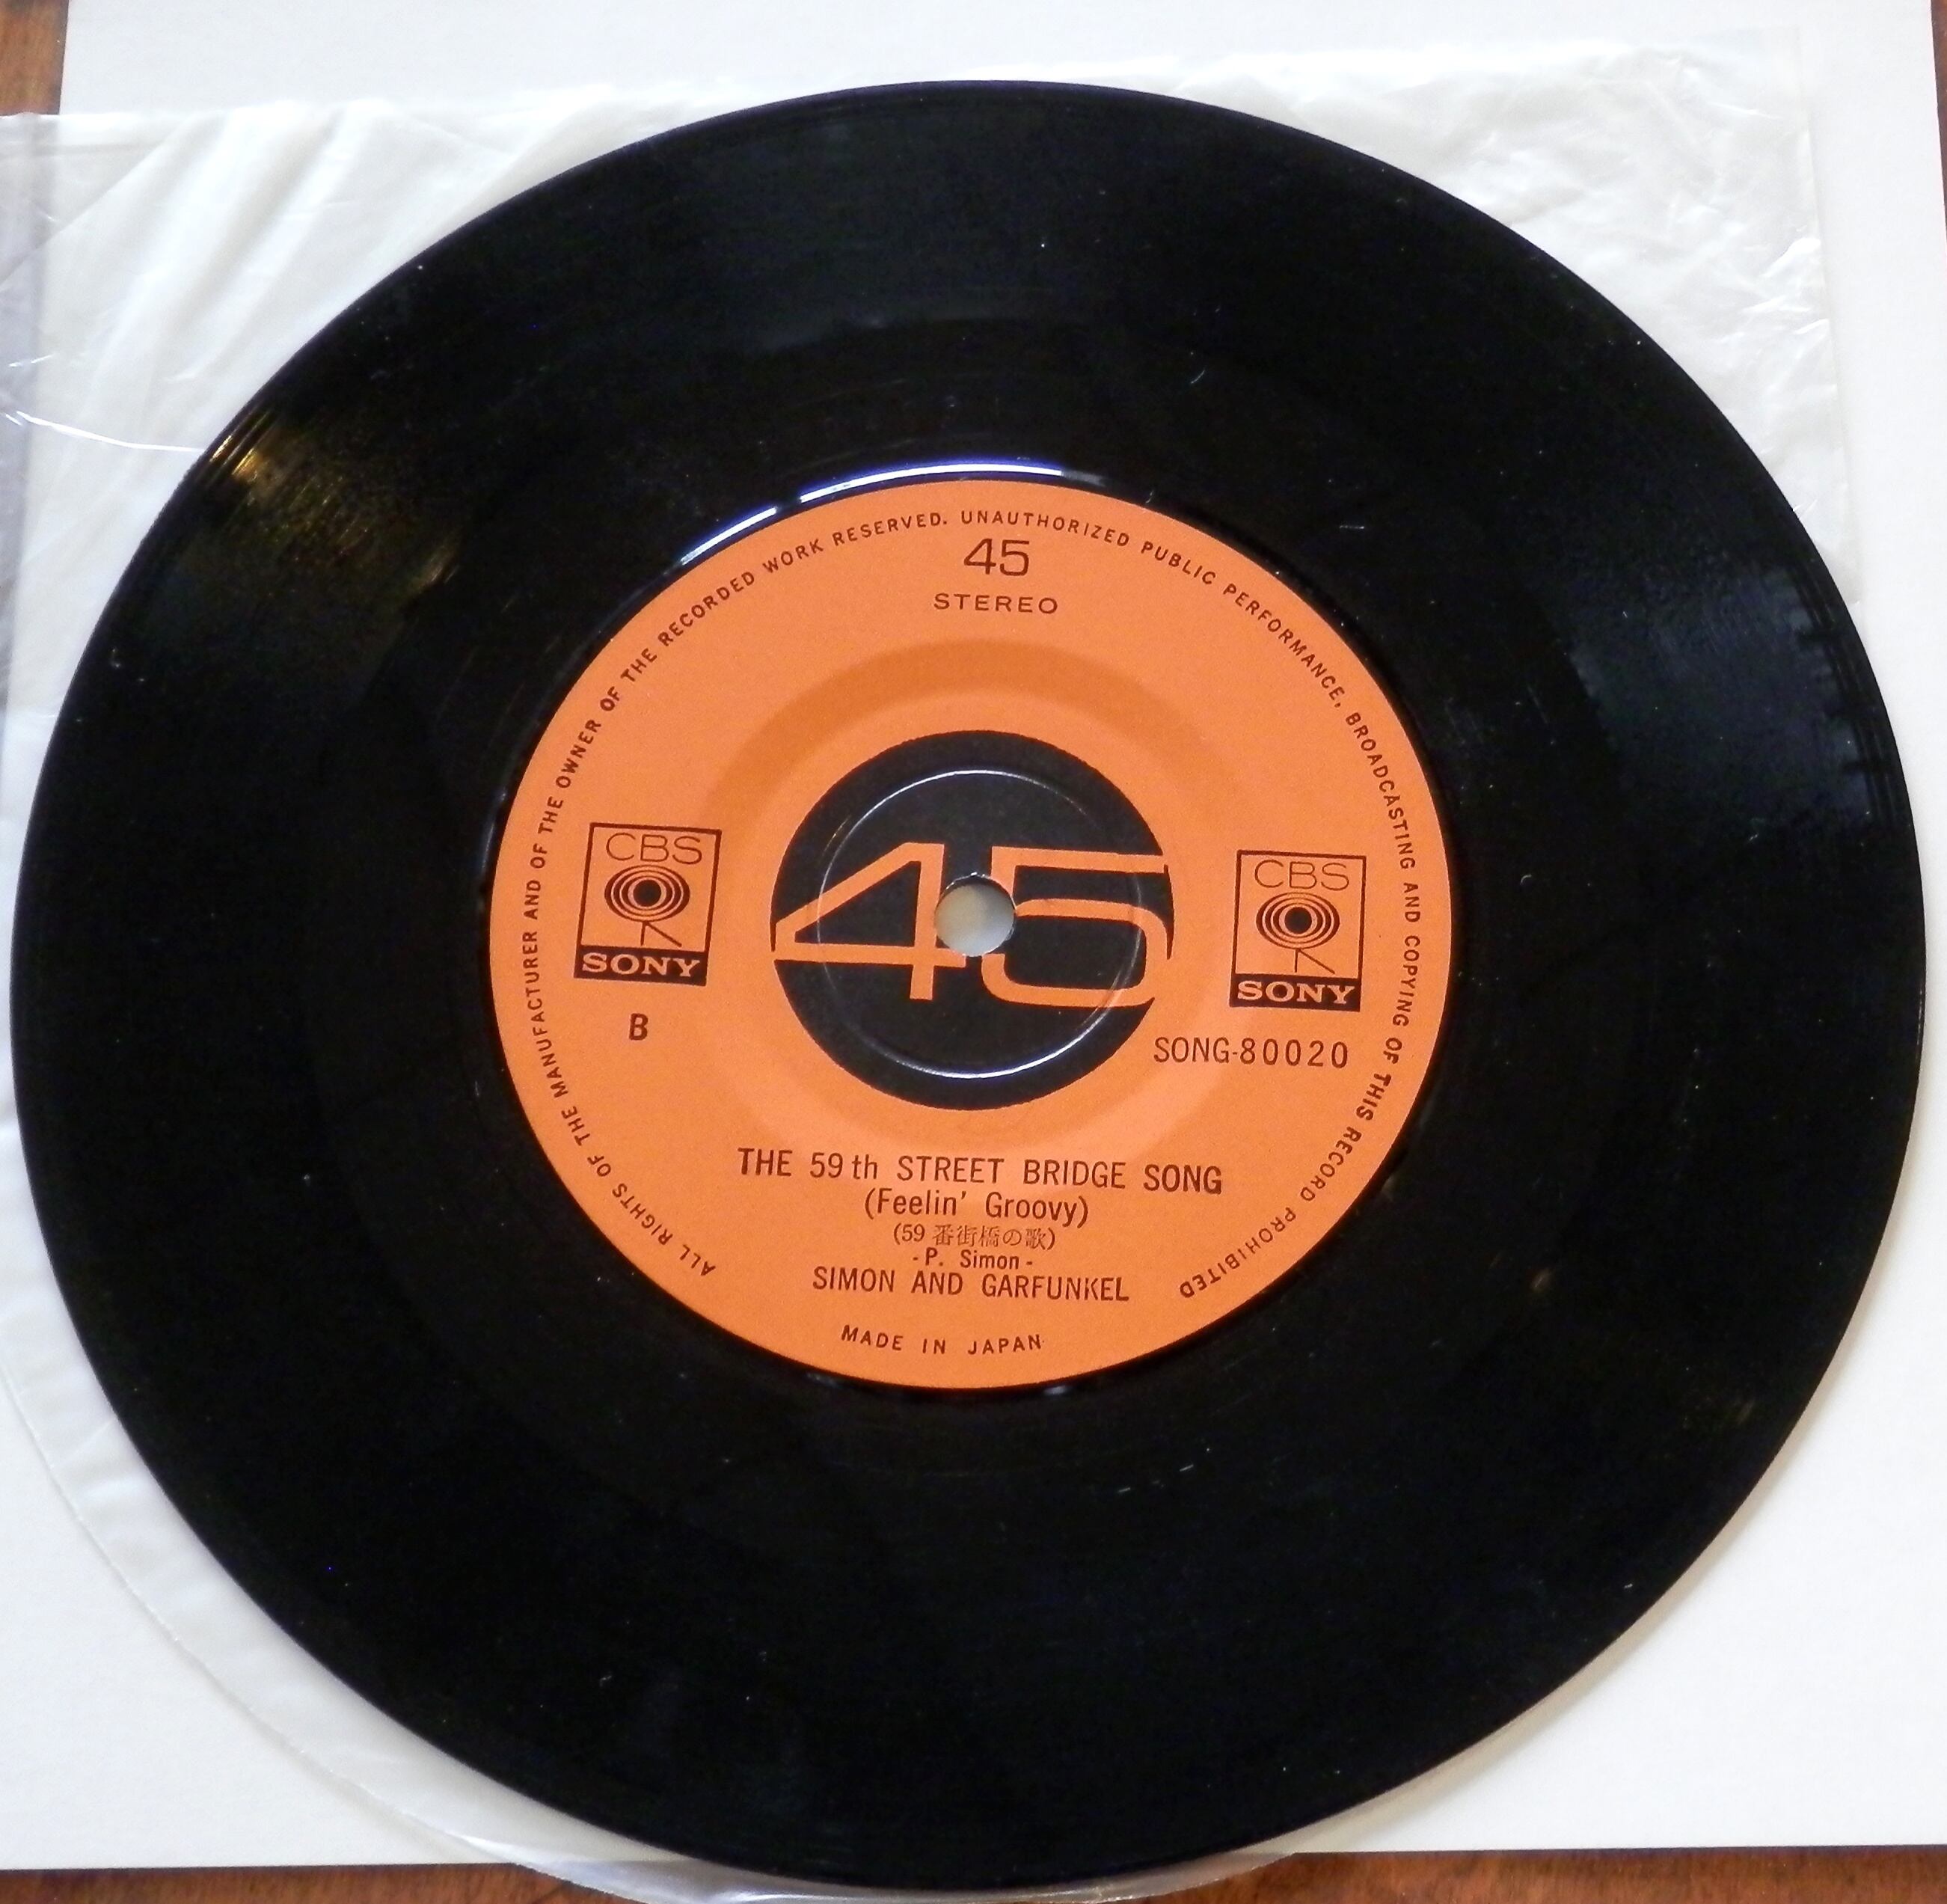 ALL RIGHTS OF THE MANUFACTURER AND OF THE OWNER OF THE RECORDED WORK RESERVED. UNAUTHORIZED PUBLIC PERFORMANCE, BROADCASTING AND COPYING OF THIS RECORD PROHIBITED
45
STEREO
45
CBS
SONY
B
CBS
SONY
SONG-80020
THE 59th STREET BRIDGE SONG
(Feelin' Groovy)
(59 番街橋の歌)
-P. Simon-
SIMON AND GARFUNKEL
MADE IN JAPAN